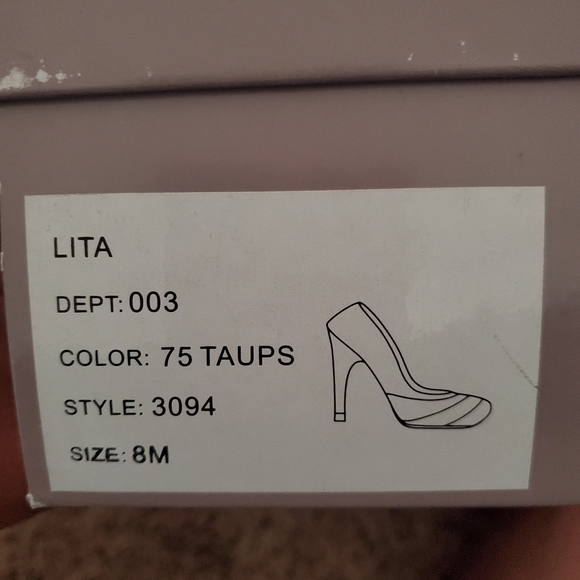 LITA
DEPT: 003
COLOR: 75 TAUPS
STYLE: 3094
SIZE: 8M